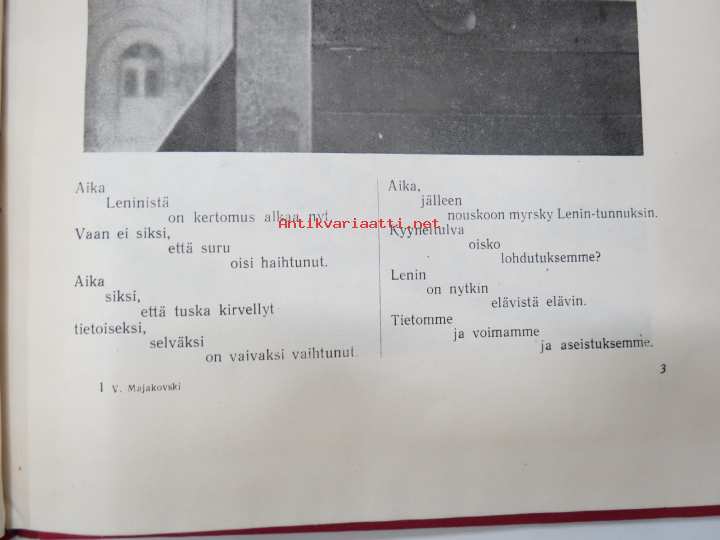 Aika
Leninistä
on kertomus alkaa nyt.
Vaan ei siksi,
että suru
oisi haihtunut.
Aika
siksi,
että tuska kirvellyt
tietoiseksi,
selväksi
on vaivaksi vaihtunut.
Aika,
jälleen
nouskoon myrsky Lenin-tunnuksin.
Kyyneltulva
oisko
lohdutuksemme?
Lenin
on nytkin
elävistä elävin.
Tietomme
ja voimamme
ja aseistuksemme.
Antikvariaatti.net
1 V. Majakovski
3